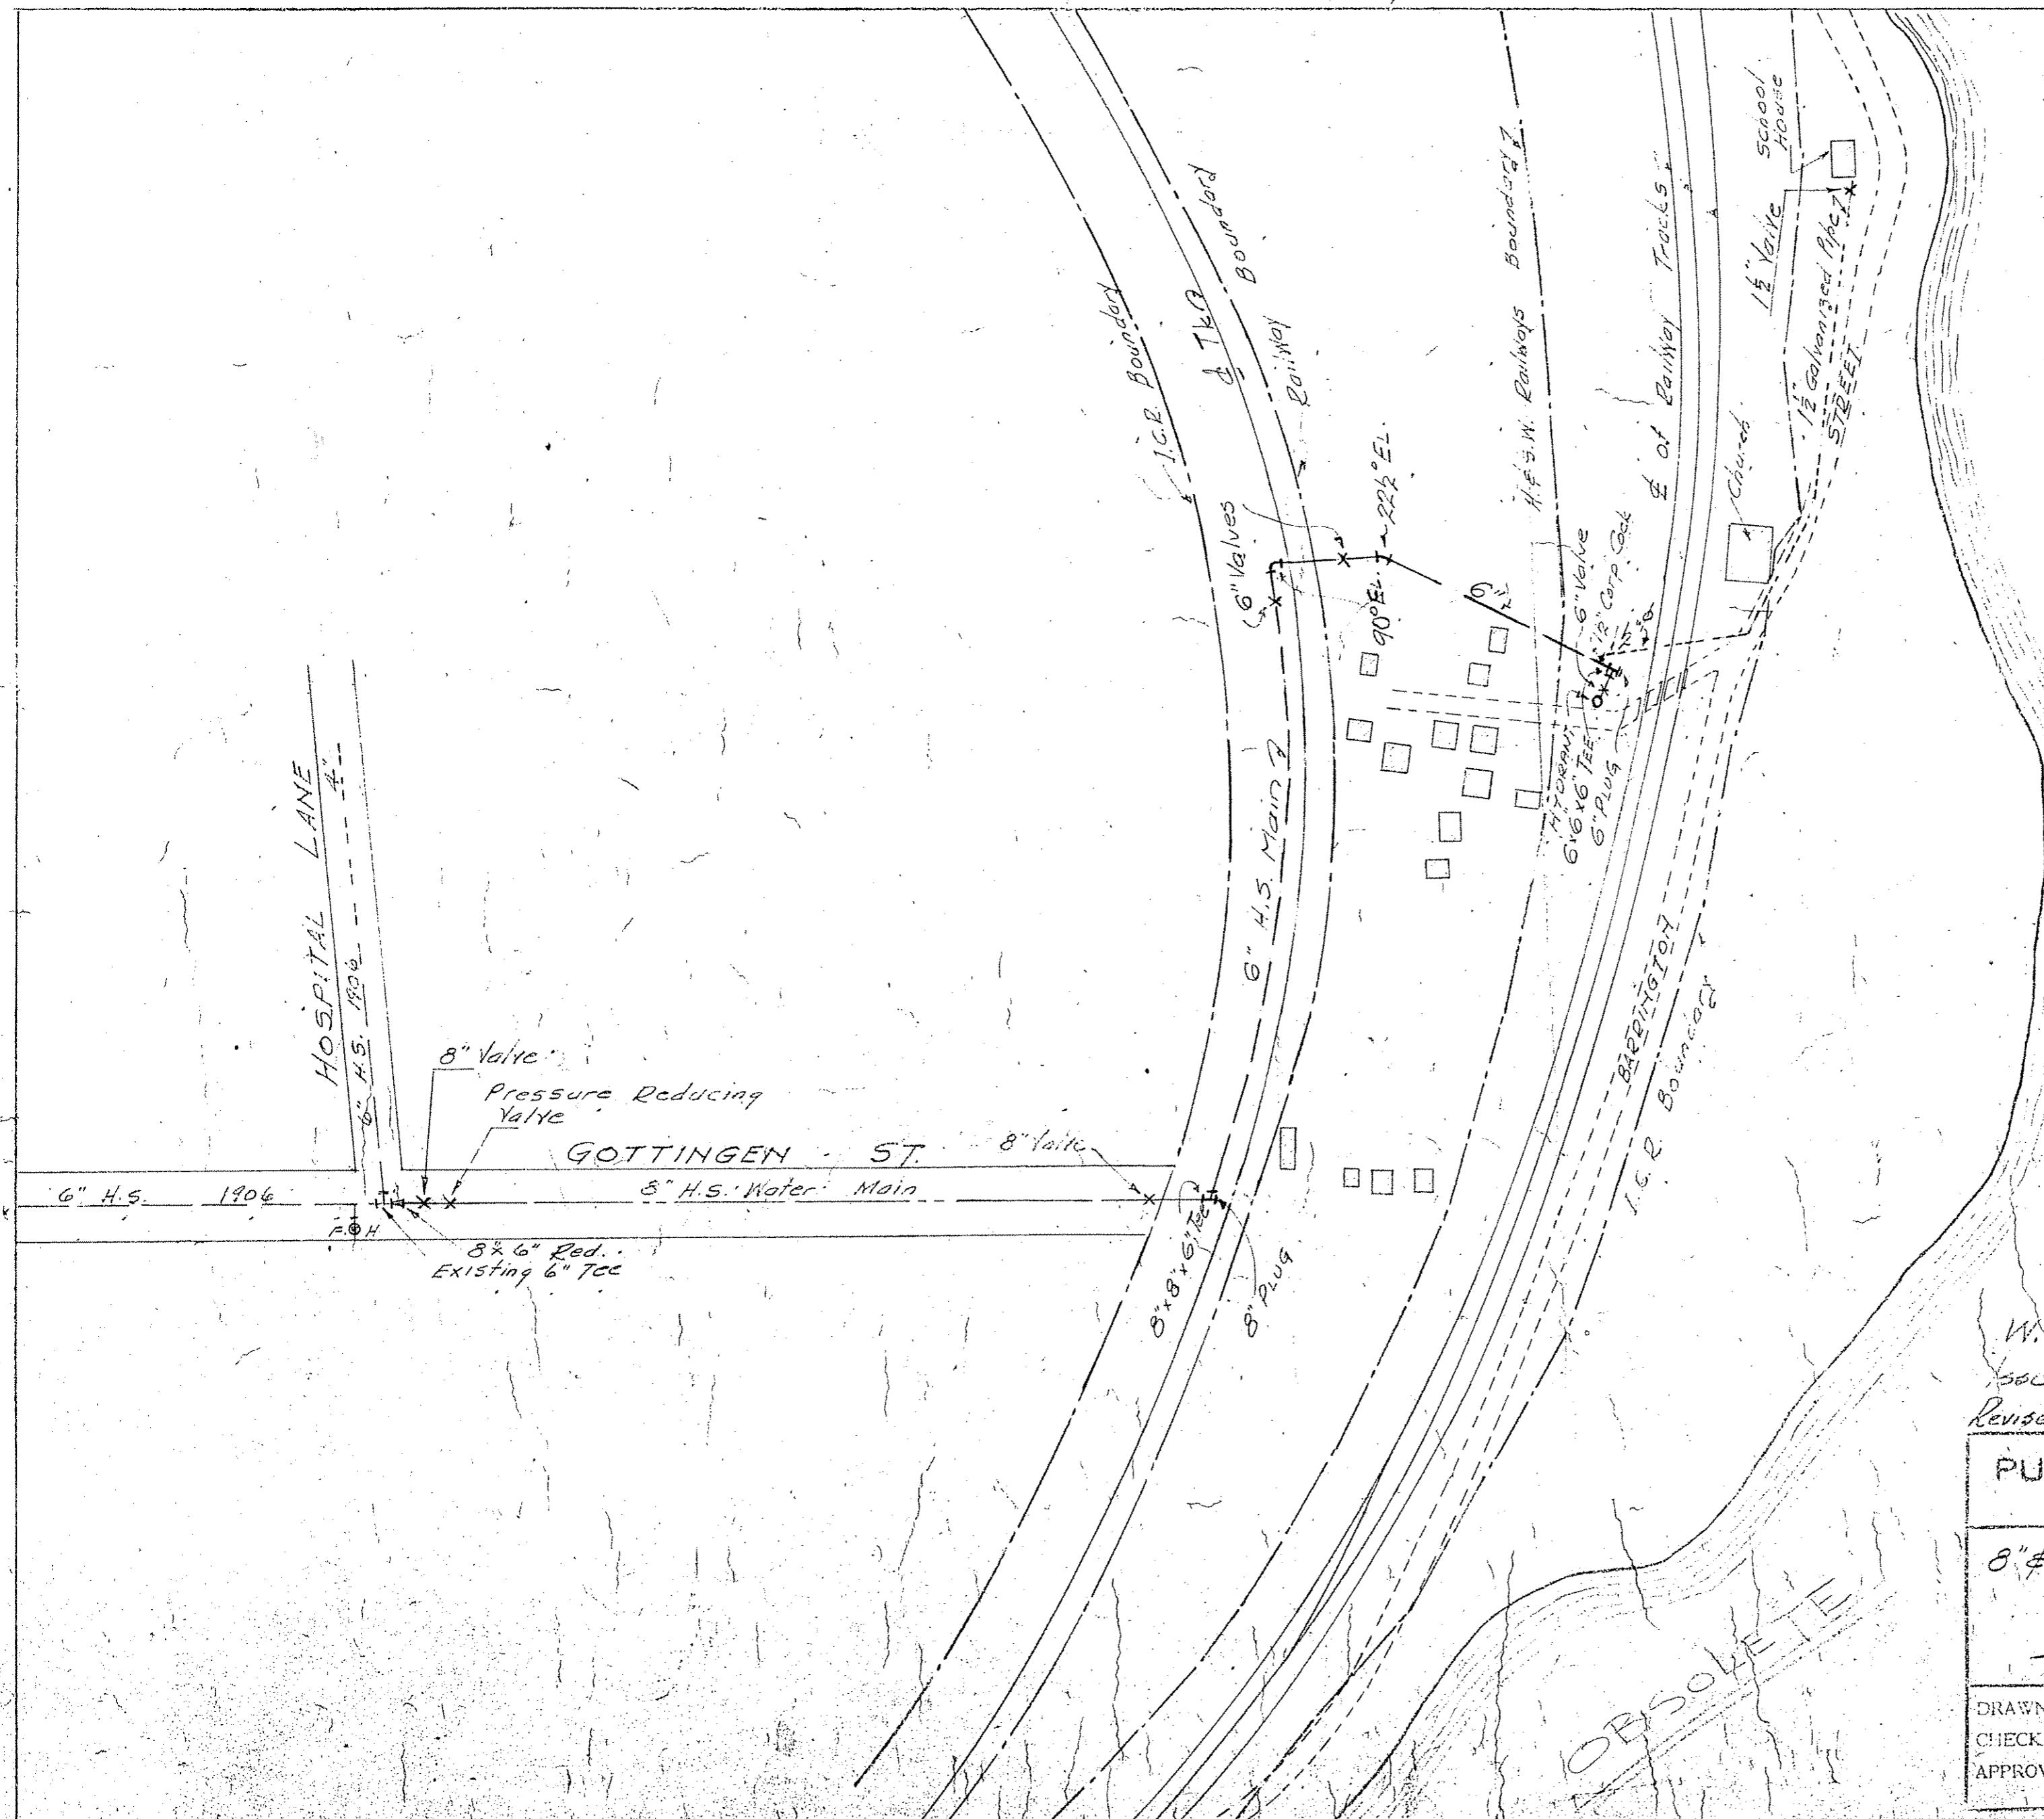 School
House
1½" Valve
1½" Galvanized Pipe
STREET
I.C.R. Boundary
Railway Boundary
H. & S.W. Railways Boundary
℄ of Railway Tracks
Church
6" Valves
90° EL.
22½° EL.
6" Valve
Corp. Cock
HYDRANT
6"x6"x6" TEE
6" PLUG
6" H.S. Main
HOSPITAL LANE
4"
6" H.S. 1906
8" Valve
Pressure Reducing
Valve
GOTTINGEN ST.
8" Valve
6" H.S. 1906
8" H.S. Water Main
F. H.
8"x6" Red.
Existing 6" Tee
8"x8"x6" Tee
8" PLUG
BARRINGTON
I.C.R. Boundary
OBSOLETE
W.
Revise
PU
8" &
DRAWN
CHECK
APPROV